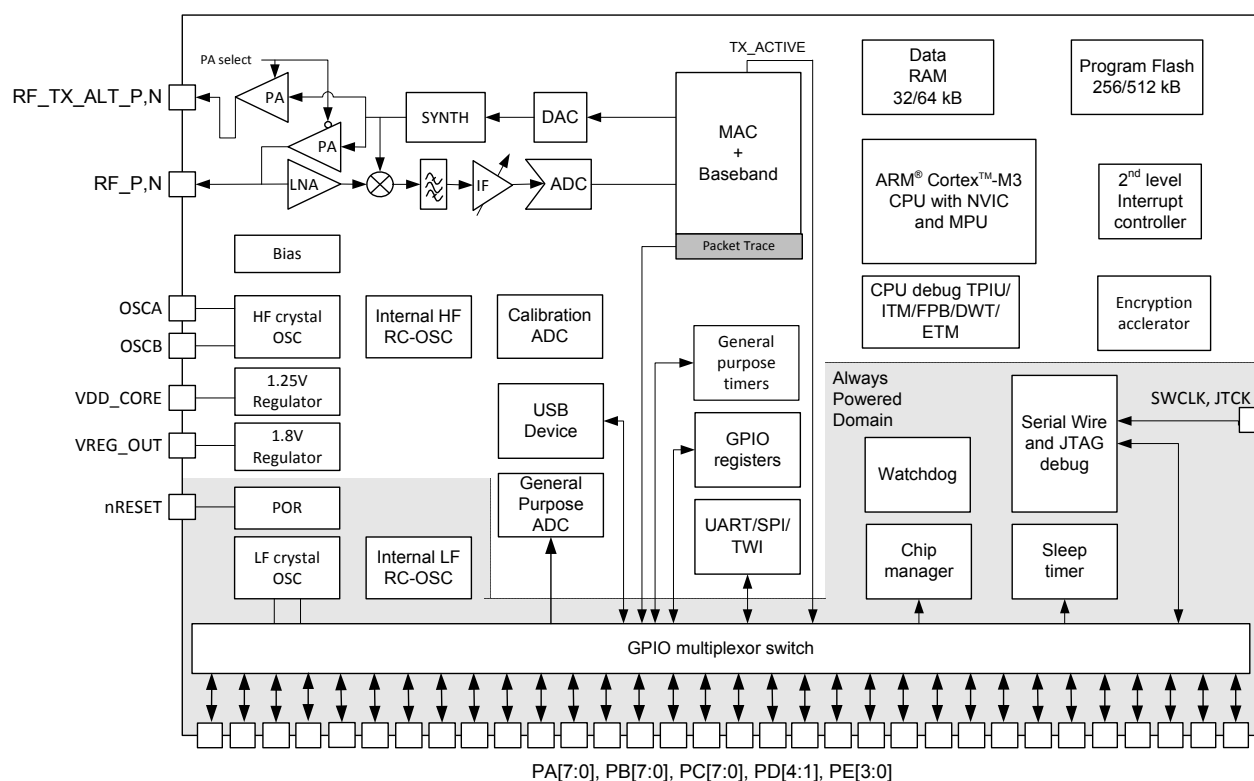 TX_ACTIVE
PA select
RF_TX_ALT_P,N
PA
SYNTH
DAC
MAC
+
Baseband
PA
RF_P,N
LNA
IF
ADC
Packet Trace
Data
RAM
32/64 kB
Program Flash
256/512 kB
ARM® Cortex™-M3
CPU with NVIC
and MPU
2nd level
Interrupt
controller
Bias
OSCA
OSCB
HF crystal
OSC
Internal HF
RC-OSC
Calibration
ADC
CPU debug TPIU/
ITM/FPB/DWT/
ETM
Encryption
acclerator
General
purpose
timers
VDD_CORE
1.25V
Regulator
USB
Device
Always
Powered
Domain
Serial Wire
and JTAG
debug
SWCLK, JTCK
VREG_OUT
1.8V
Regulator
GPIO
registers
Watchdog
nRESET
POR
General
Purpose
ADC
UART/SPI/
TWI
LF crystal
OSC
Internal LF
RC-OSC
Chip
manager
Sleep
timer
GPIO multiplexor switch
PA[7:0], PB[7:0], PC[7:0], PD[4:1], PE[3:0]